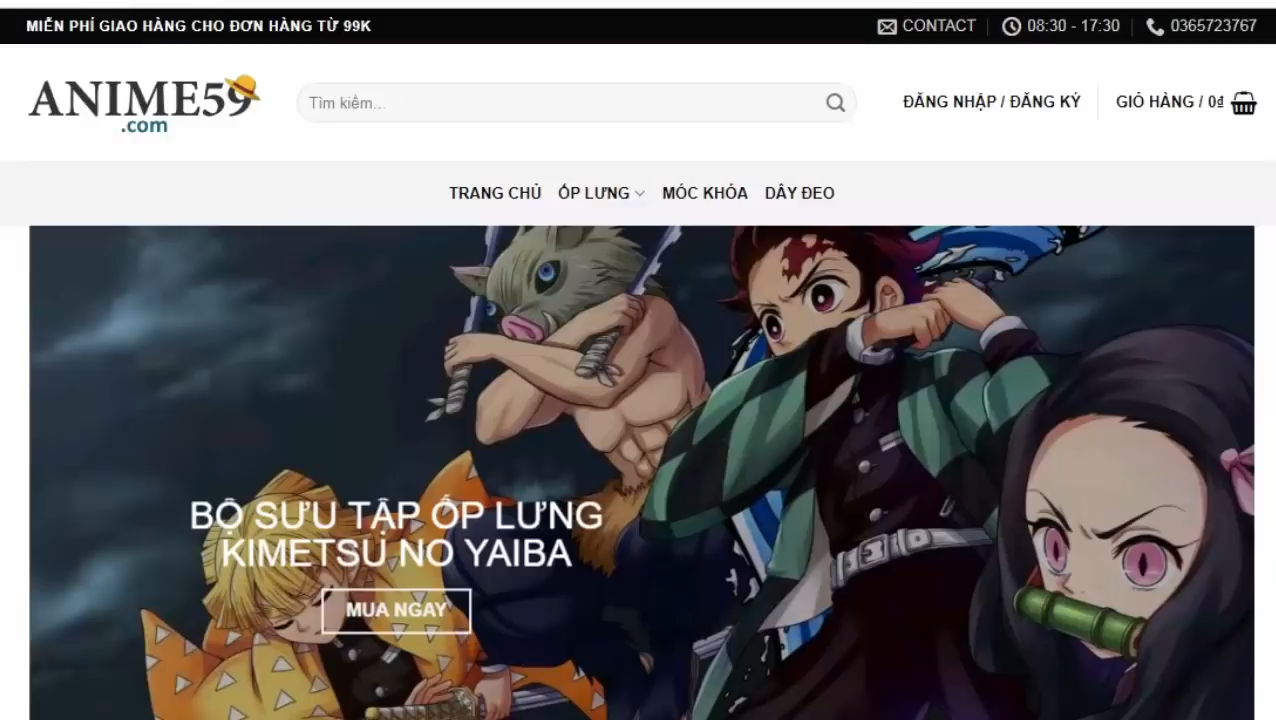 MIỄN PHÍ GIAO HÀNG CHO ĐƠN HÀNG TỪ 99K
CONTACT
08:30 - 17:30
0365723767
ANIME59
.com
Tìm kiếm...
ĐĂNG NHẬP / ĐĂNG KÝ
GIỎ HÀNG / 0₫
TRANG CHỦ
ỐP LƯNG
MÓC KHÓA
DÂY ĐEO
BỘ SƯU TẬP ỐP LƯNG
KIMETSU NO YAIBA
MUA NGAY